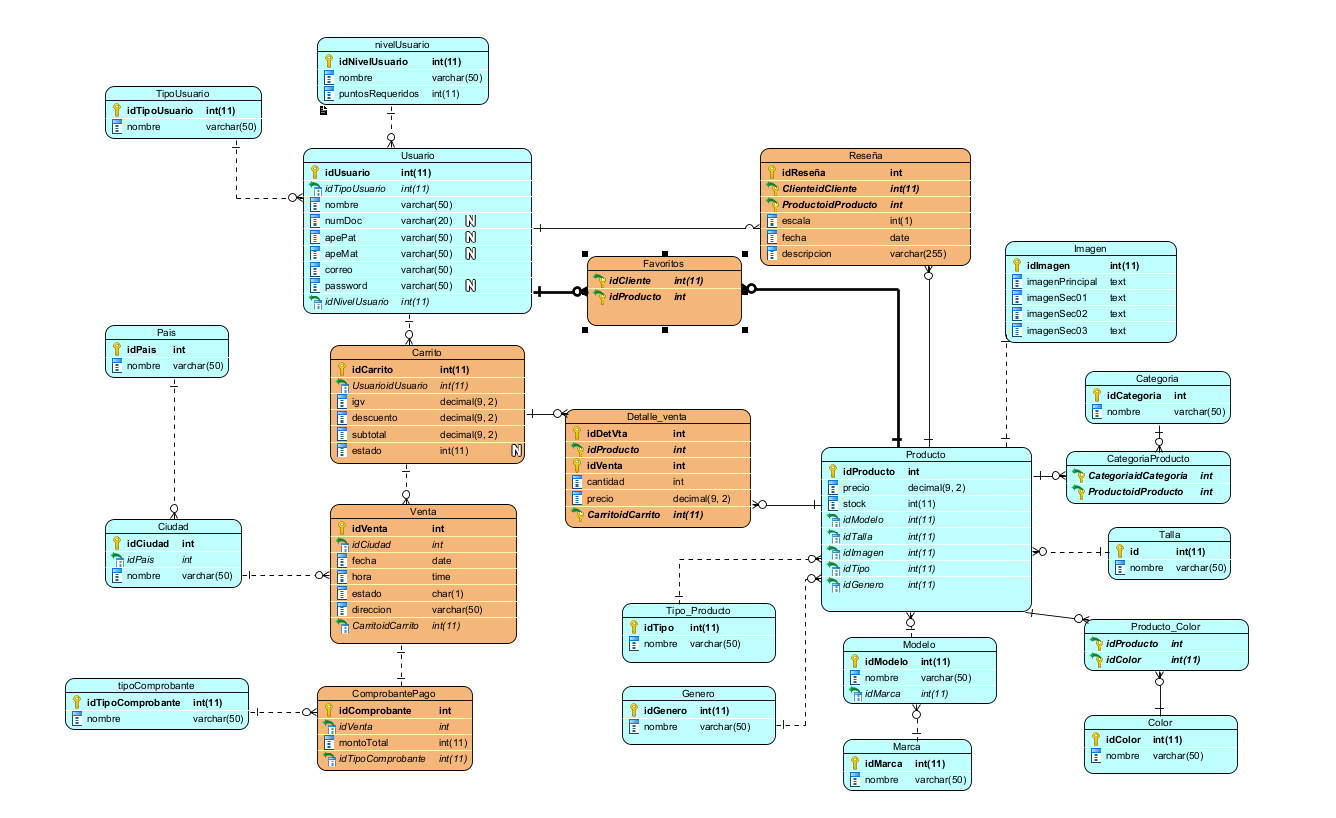 nivelUsuario
idNivelUsuario int(11)
nombre varchar(50)
puntosRequeridos int(11)
TipoUsuario
idTipoUsuario int(11)
nombre varchar(50)
Usuario
idUsuario int(11)
idTipoUsuario int(11)
nombre varchar(50)
numDoc varchar(20) N
apePat varchar(50) N
apeMat varchar(50) N
correo varchar(50)
password varchar(50) N
idNivelUsuario int(11)
Reseña
idReseña int
ClienteidCliente int(11)
ProductoidProducto int
escala int(1)
fecha date
descripcion varchar(255)
Favoritos
idCliente int(11)
idProducto int
Imagen
idImagen int(11)
imagenPrincipal text
imagenSec01 text
imagenSec02 text
imagenSec03 text
Pais
idPais int
nombre varchar(50)
Carrito
idCarrito int(11)
UsuarioidUsuario int(11)
igv decimal(9, 2)
descuento decimal(9, 2)
subtotal decimal(9, 2)
estado int(11) N
Categoria
idCategoria int
nombre varchar(50)
Detalle_venta
idDetVta int
idProducto int
idVenta int
cantidad int
precio decimal(9, 2)
CarritoidCarrito int(11)
Producto
idProducto int
precio decimal(9, 2)
stock int(11)
idModelo int(11)
idTalla int(11)
idImagen int(11)
idTipo int(11)
idGenero int(11)
CategoriaProducto
CategoriaidCategoria int
ProductoidProducto int
Ciudad
idCiudad int
idPais int
nombre varchar(50)
Venta
idVenta int
idCiudad int
fecha date
hora time
estado char(1)
direccion varchar(50)
CarritoidCarrito int(11)
Talla
id int(11)
nombre varchar(50)
Tipo_Producto
idTipo int(11)
nombre varchar(50)
Modelo
idModelo int(11)
nombre varchar(50)
idMarca int(11)
Producto_Color
idProducto int
idColor int(11)
tipoComprobante
idTipoComprobante int(11)
nombre varchar(50)
ComprobantePago
idComprobante int
idVenta int
montoTotal int(11)
idTipoComprobante int(11)
Genero
idGenero int(11)
nombre varchar(50)
Marca
idMarca int(11)
nombre varchar(50)
Color
idColor int(11)
nombre varchar(50)